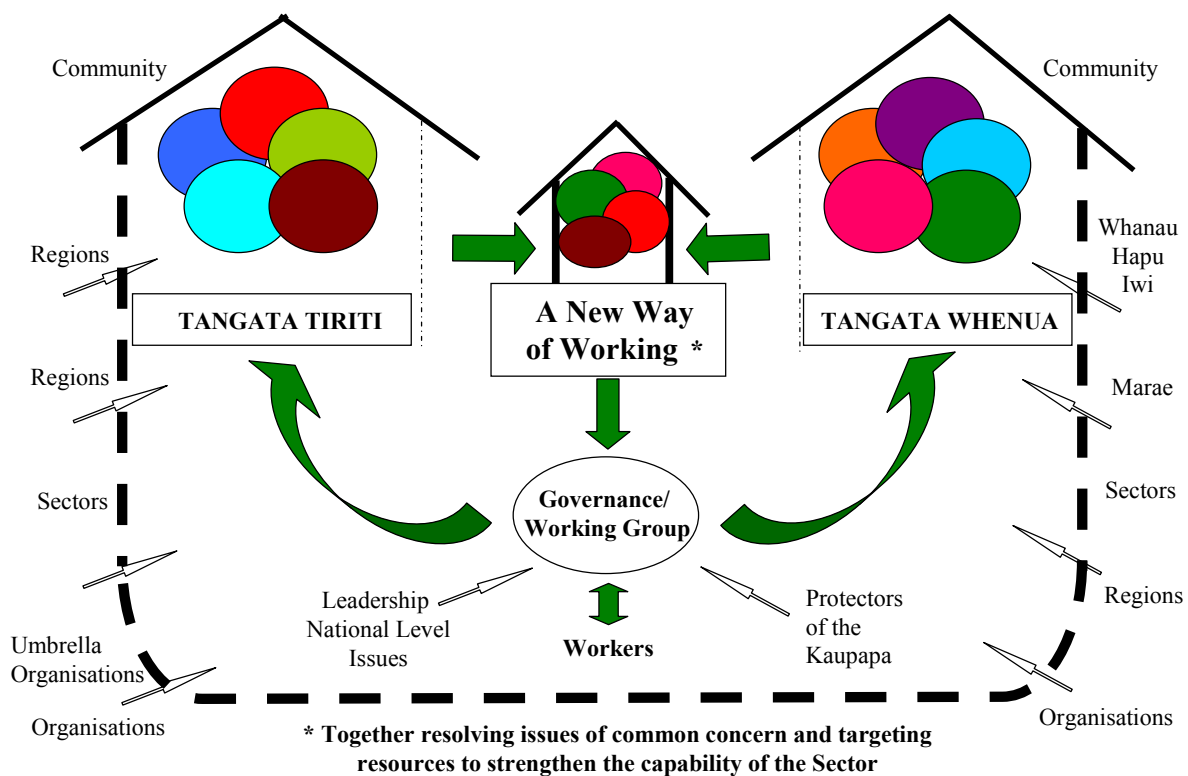 Community
Community
Regions
Whanau
Hapu
Iwi
TANGATA TIRITI
A New Way
of Working *
TANGATA WHENUA
Regions
Marae
Sectors
Governance/
Working Group
Sectors
Leadership
National Level
Issues
Workers
Protectors
of the
Kaupapa
Regions
Umbrella
Organisations
Organisations
Organisations
* Together resolving issues of common concern and targeting
resources to strengthen the capability of the Sector